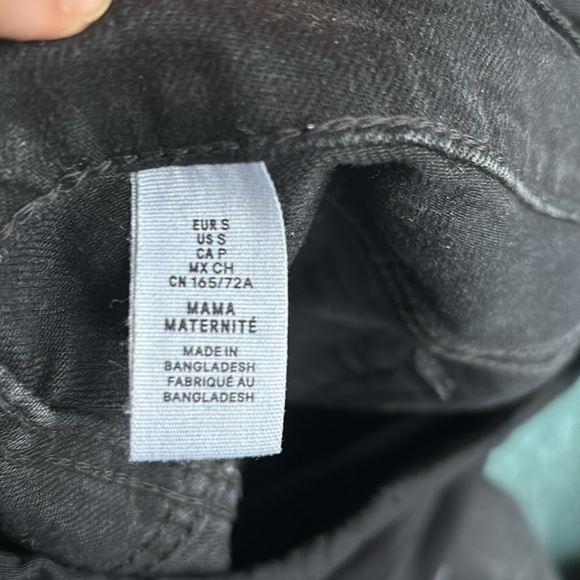 EUR S
US S
CA P
MX CH
CN 165/72A
MAMA
MATERNITÉ
MADE IN
BANGLADESH
FABRIQUÉ AU
BANGLADESH